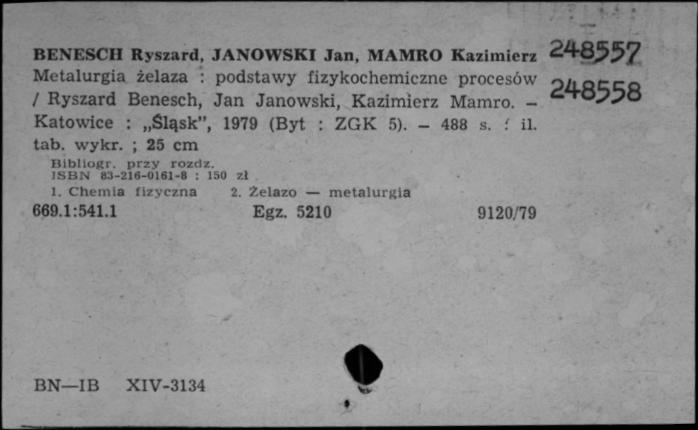 BENESCH Ryszard, JANOWSKI Jan, MAMRO Kazimierz 248557
Metalurgia żelaza : podstawy fizykochemiczne procesów
/ Ryszard Benesch, Jan Janowski, Kazimierz Mamro. – 248558
Katowice : „Śląsk”, 1979 (Byt : ZGK 5). – 488 s. : il.
tab. wykr. ; 25 cm
Bibliogr. przy rozdz.
ISBN 83-216-0161-8 : 150 zł
1. Chemia fizyczna 2. Żelazo — metalurgia
669.1:541.1 Egz. 5210 9120/79
BN—IB XIV-3134